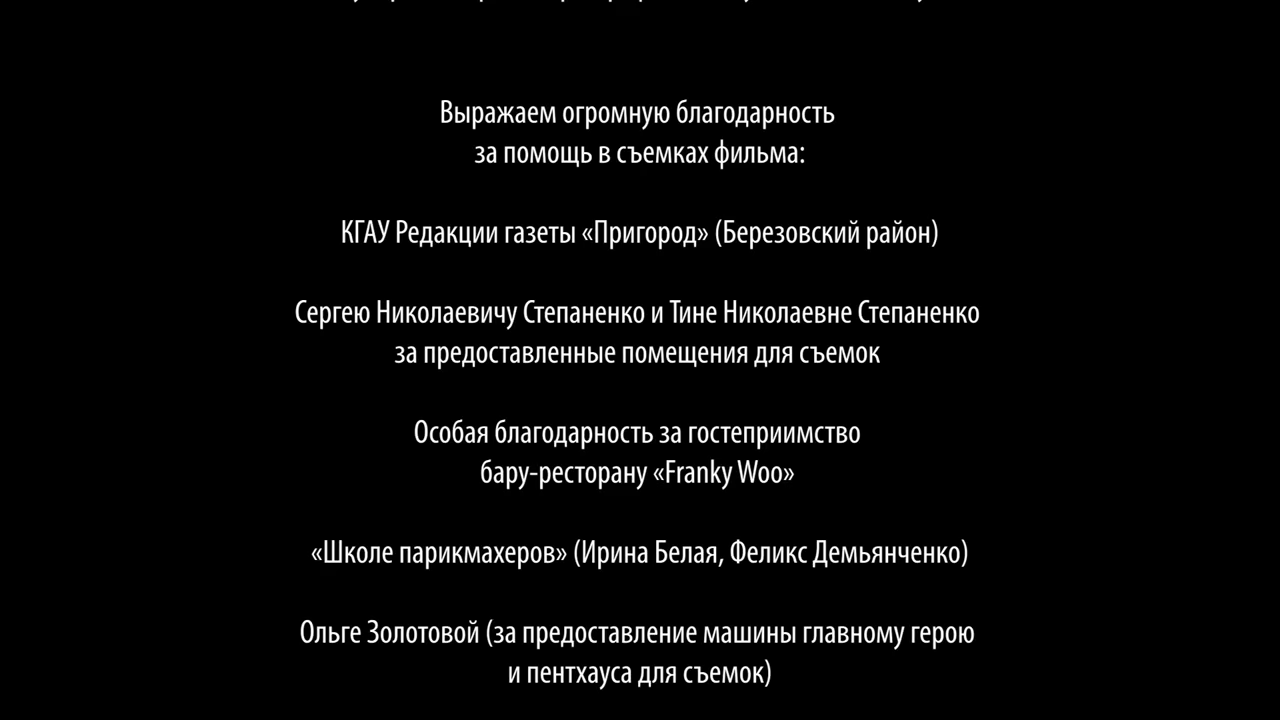 Выражаем огромную благодарность
за помощь в съемках фильма:
КГАУ Редакции газеты «Пригород» (Березовский район)
Сергею Николаевичу Степаненко и Тине Николаевне Степаненко
за предоставленные помещения для съемок
Особая благодарность за гостеприимство
бару-ресторану «Franky Woo»
«Школе парикмахеров» (Ирина Белая, Феликс Демьянченко)
Ольге Золотовой (за предоставление машины главному герою
и пентхауса для съемок)